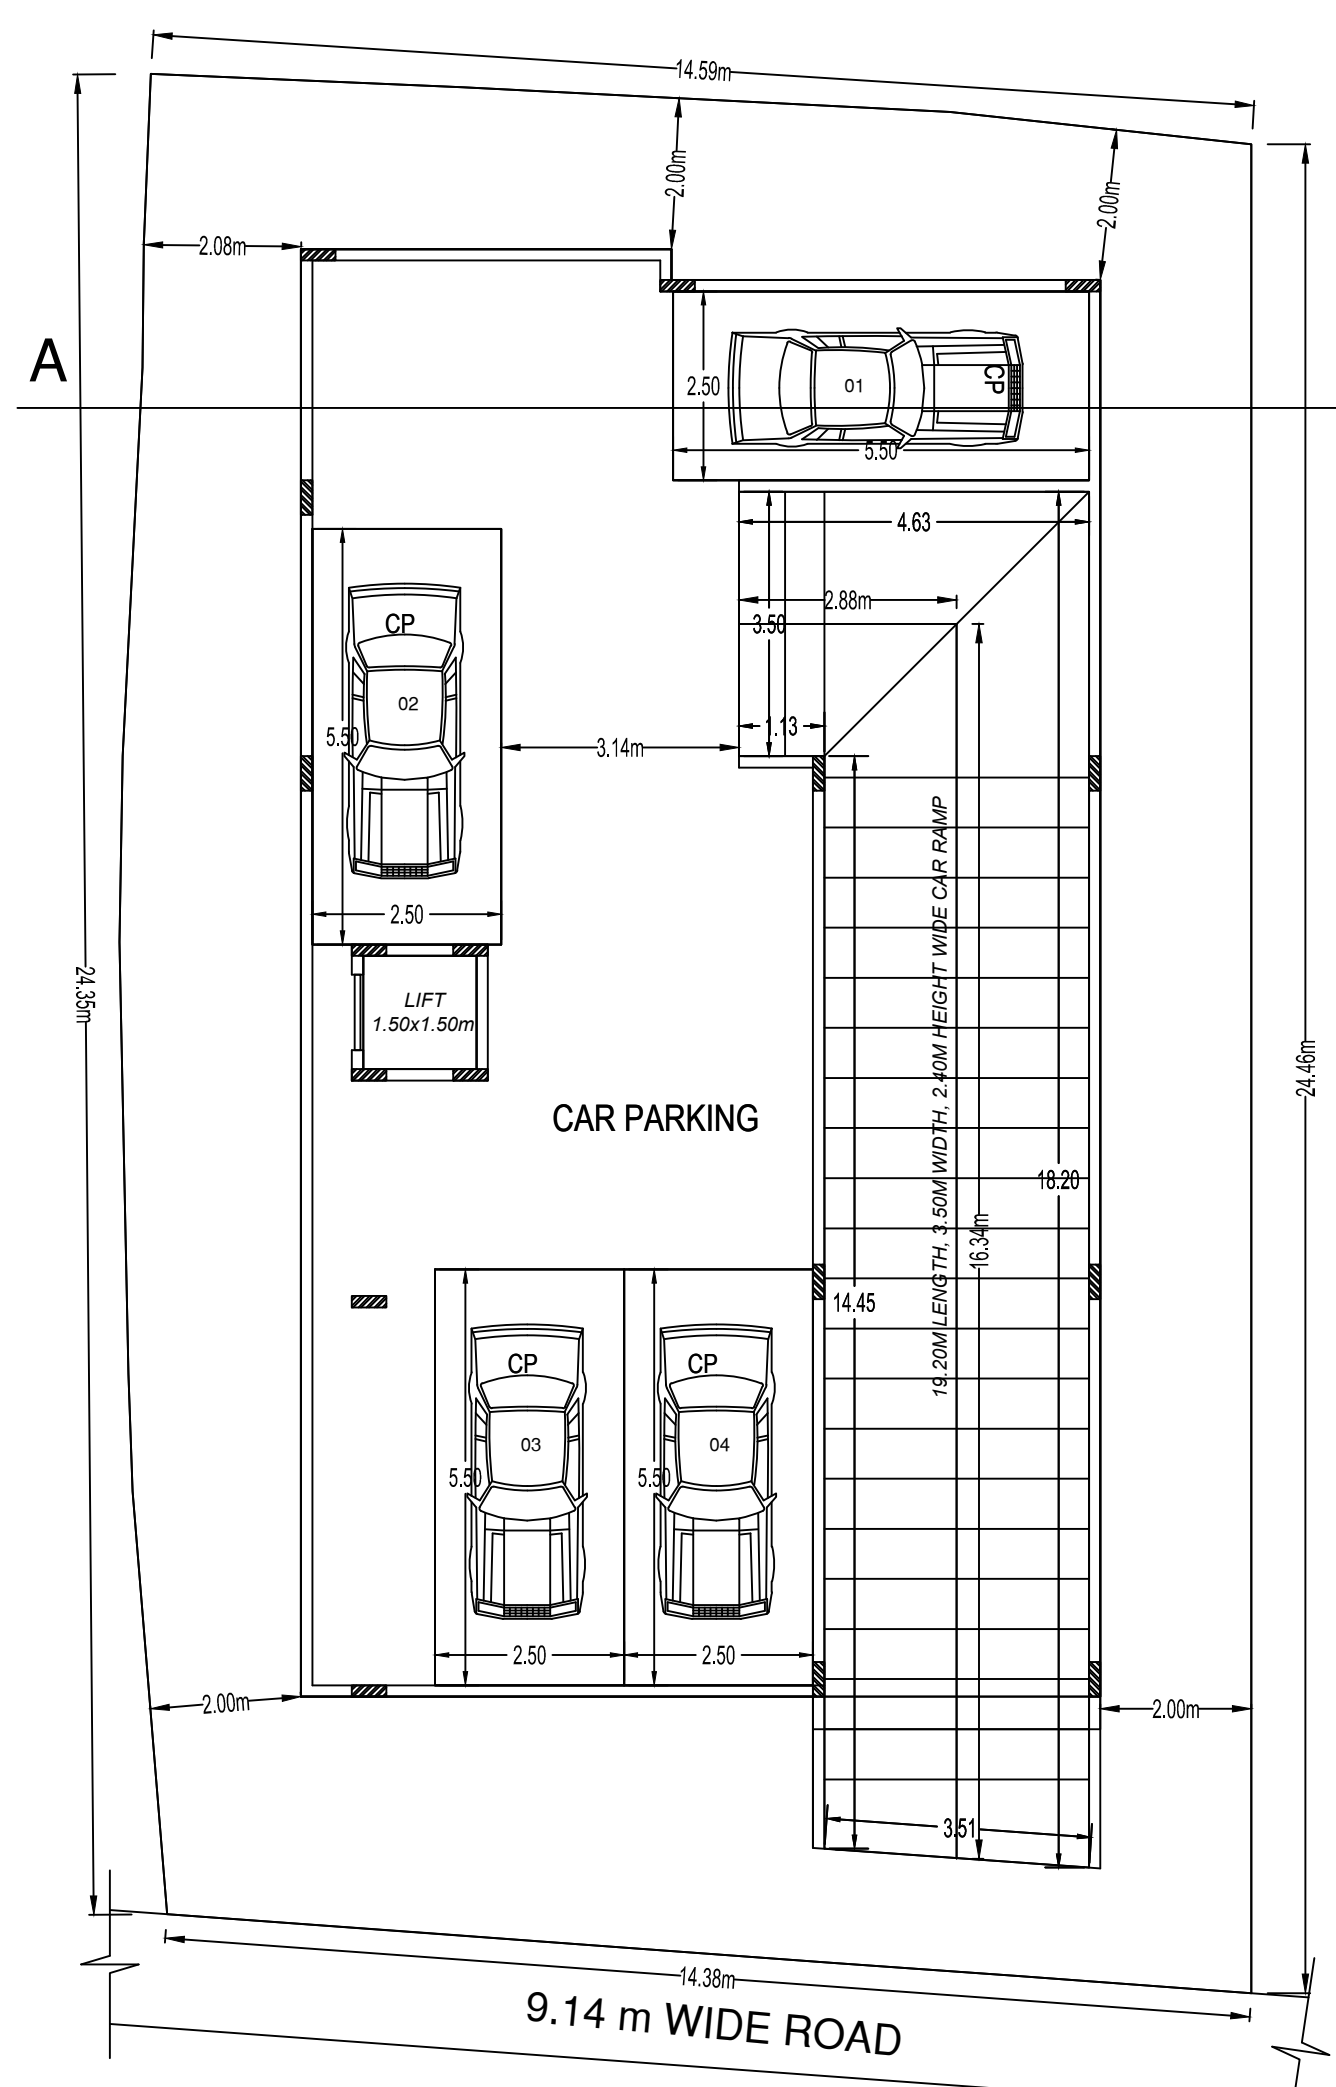 14.59m
2.00m
2.00m
2.08m
A
2.50
01
CP
5.50
4.63
2.88m
3.50
CP
02
5.50
3.14m
1.13
2.50
LIFT
1.50x1.50m
24.35m
CAR PARKING
19.20M LENGTH, 3.50M WIDTH, 2.40M HEIGHT WIDE CAR RAMP
24.46m
18.20
16.34m
14.45
CP
CP
03
04
5.50
5.50
2.50
2.50
2.00m
2.00m
3.51
14.38m
9.14 m WIDE ROAD